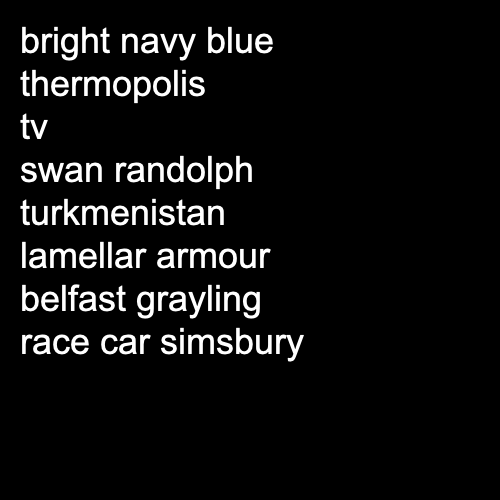 bright navy blue
thermopolis
tv
swan randolph
turkmenistan
lamellar armour
belfast grayling
race car simsbury